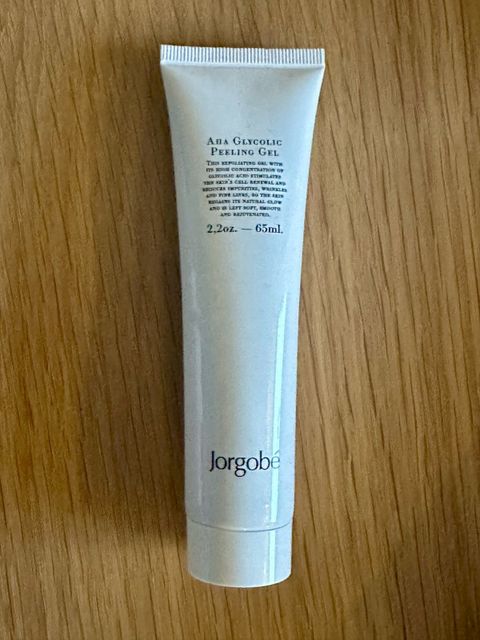 AHA GLYCOLIC
PEELING GEL
THIS EXFOLIATING GEL WITH
ITS HIGH CONCENTRATION OF
GLYCOLIC ACID STIMULATES
THE SKIN'S CELL RENEWAL AND
REDUCES IMPURITIES, WRINKLES
AND FINE LINES, SO THE SKIN
REGAINS ITS NATURAL GLOW
AND IS LEFT SOFT, SMOOTH
AND REJUVENATED.
2,2oz. — 65ml.
Jorgobé